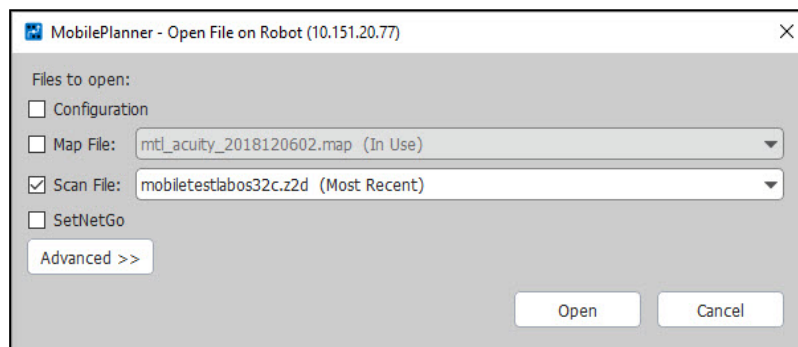 MobilePlanner - Open File on Robot (10.151.20.77)
Files to open:
Configuration
Map File: mtl_acuity_2018120602.map (In Use)
Scan File: mobiletestlabos32c.z2d (Most Recent)
SetNetGo
Advanced >>
Open Cancel